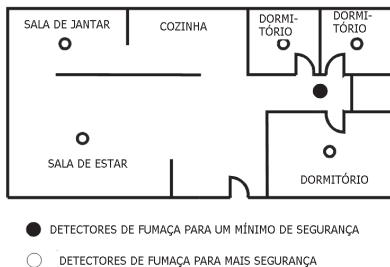 SALA DE JANTAR
COZINHA
DORMI-
TÓRIO
DORMI-
TÓRIO
SALA DE ESTAR
DORMITÓRIO
DETECTORES DE FUMAÇA PARA UM MÍNIMO DE SEGURANÇA
DETECTORES DE FUMAÇA PARA MAIS SEGURANÇA